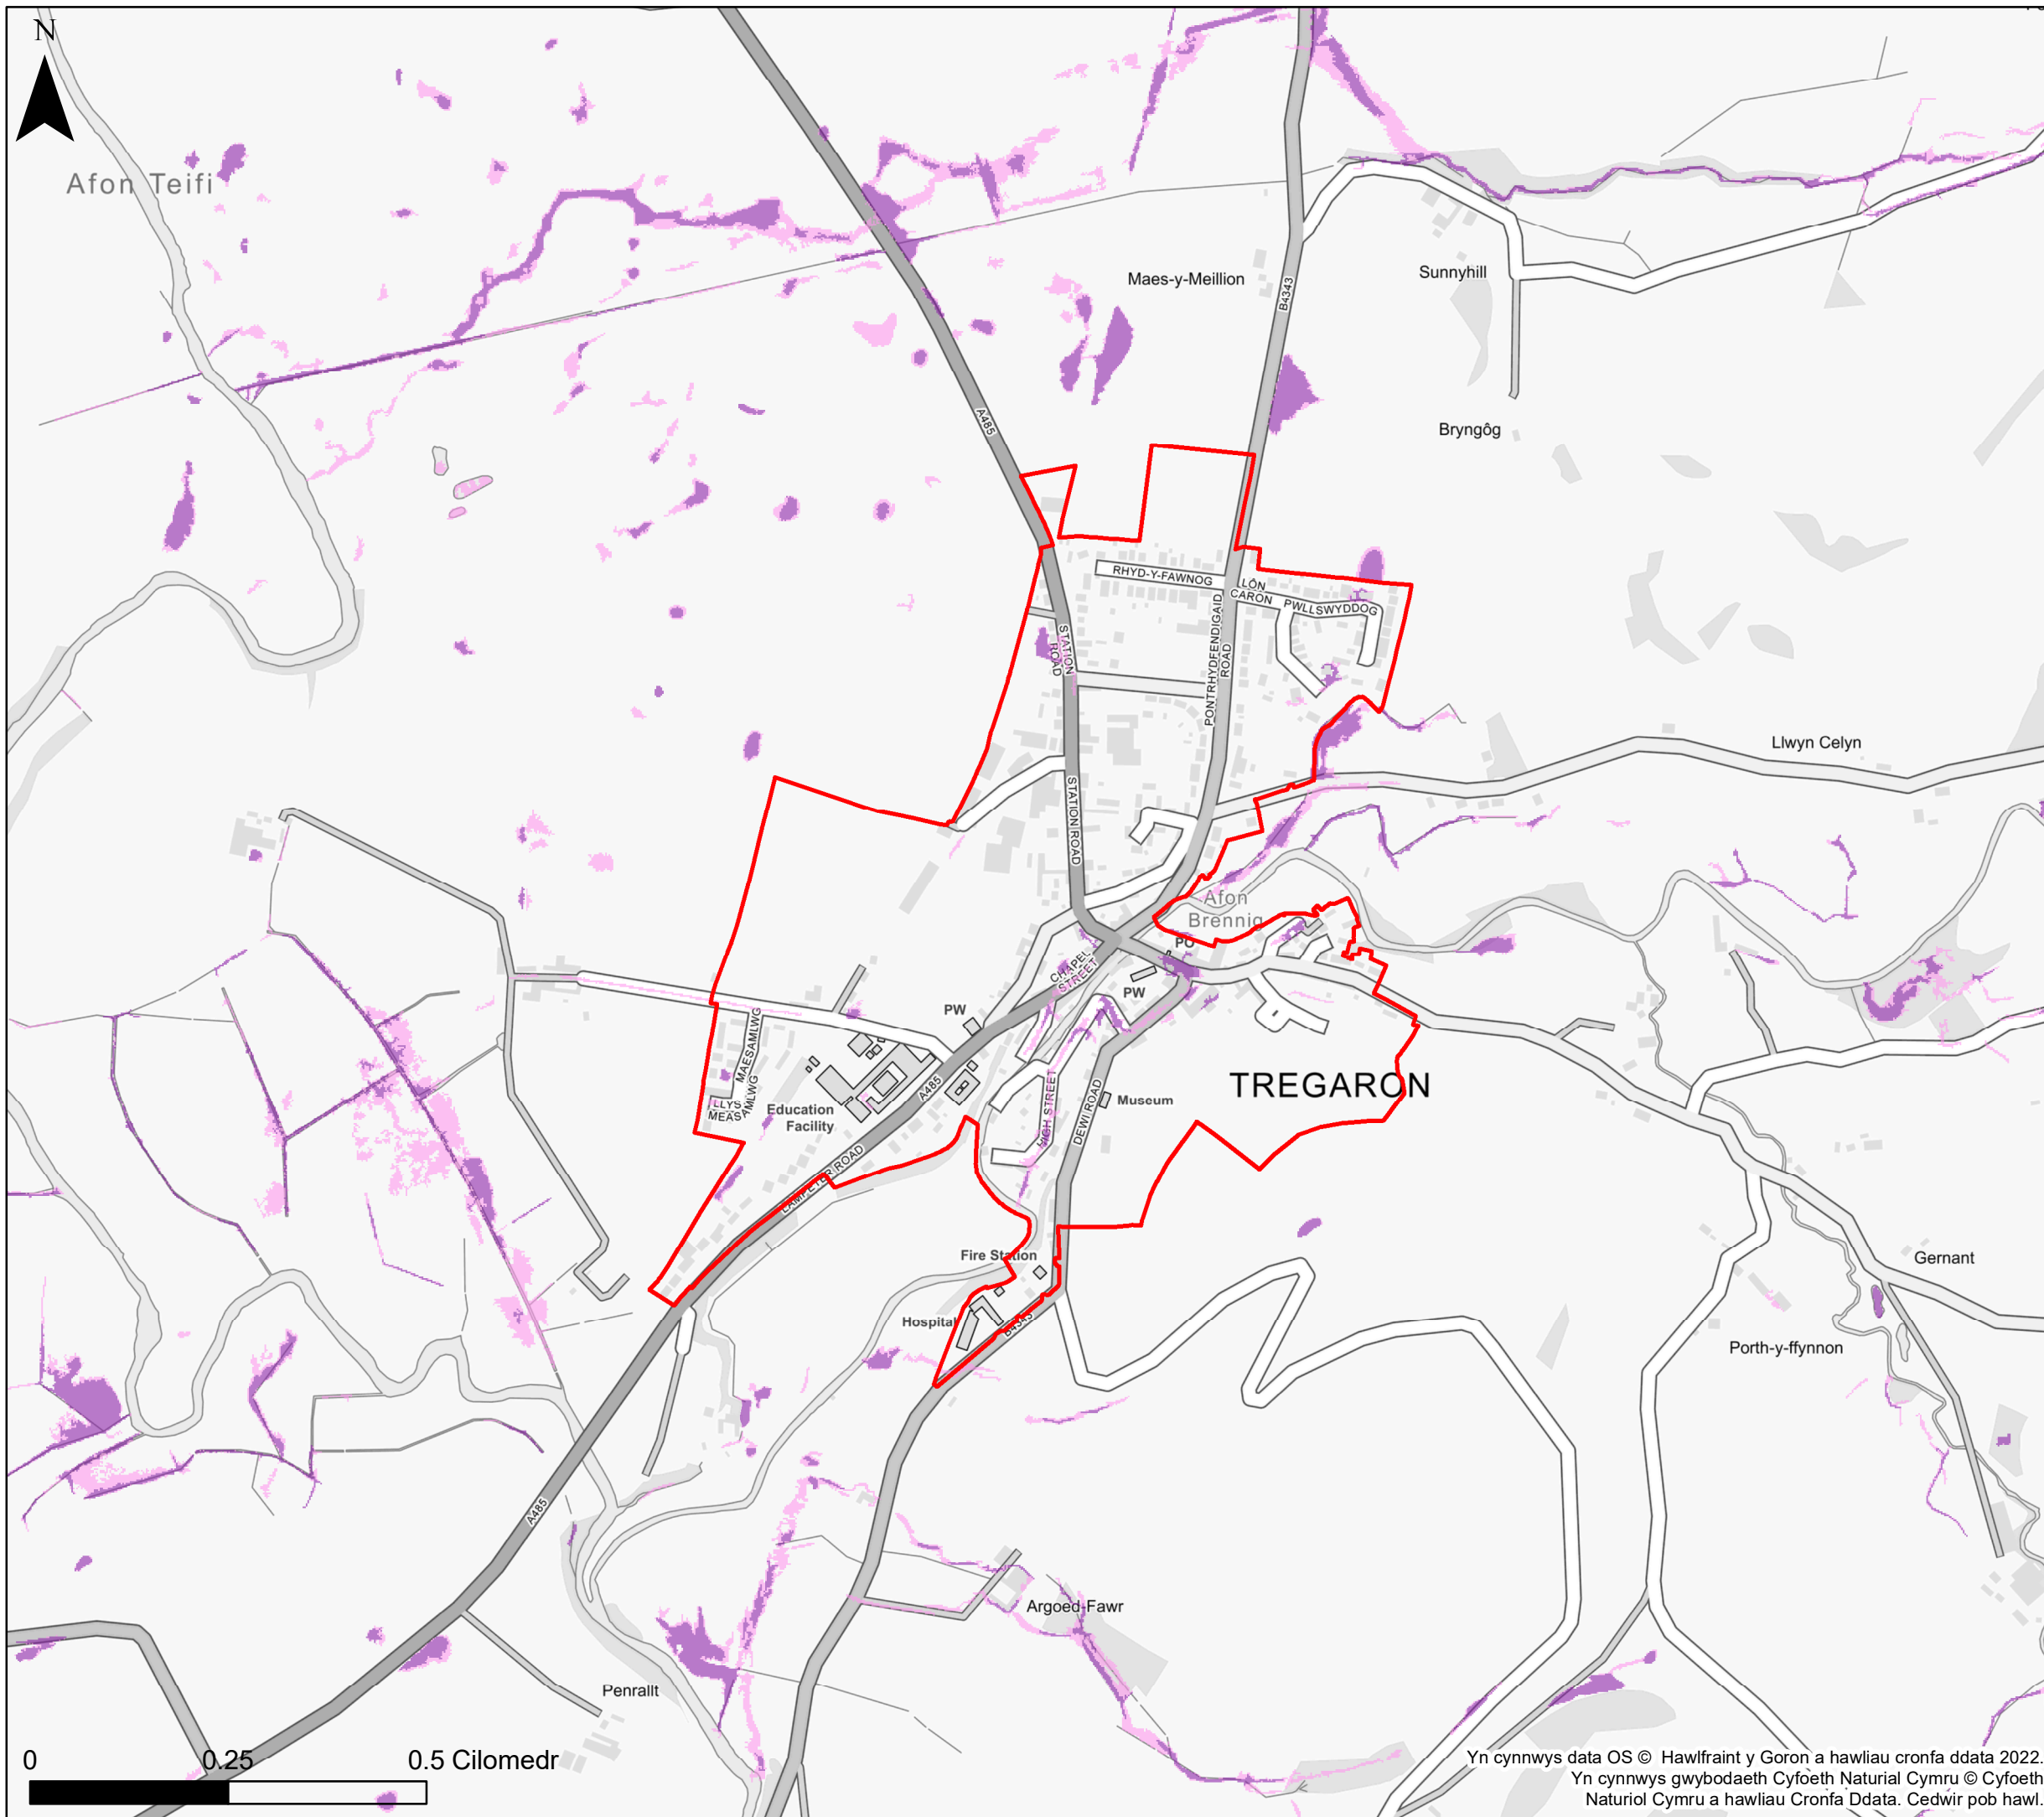 N
Afon Teifi
Maes-y-Meillion
Sunnyhill
B4343
A485
Bryngôg
RHYD-Y-FAWNOG
LÔN
CARON
PWLLSWYDDOG
STATION
ROAD
PONTRHYDFENDIGAID
ROAD
Llwyn Celyn
STATION ROAD
Afon
Brennig
PO
CHAPEL
STREET
PW
PW
MAESAMLWG
TREGARON
A485
LLYS
MEAS
AMLWG
Education
Facility
HIGH STREET
DEWI ROAD
Museum
LAMPETER ROAD
Fire Station
Gernant
Hospital
B4343
Porth-y-ffynnon
A485
Argoed-Fawr
Penrallt
0 0.25 0.5 Cilomedr
Yn cynnwys data OS © Hawlfraint y Goron a hawliau cronfa ddata 2022.
Yn cynnwys gwybodaeth Cyfoeth Naturial Cymru © Cyfoeth
Naturiol Cymru a hawliau Cronfa Ddata. Cedwir pob hawl.